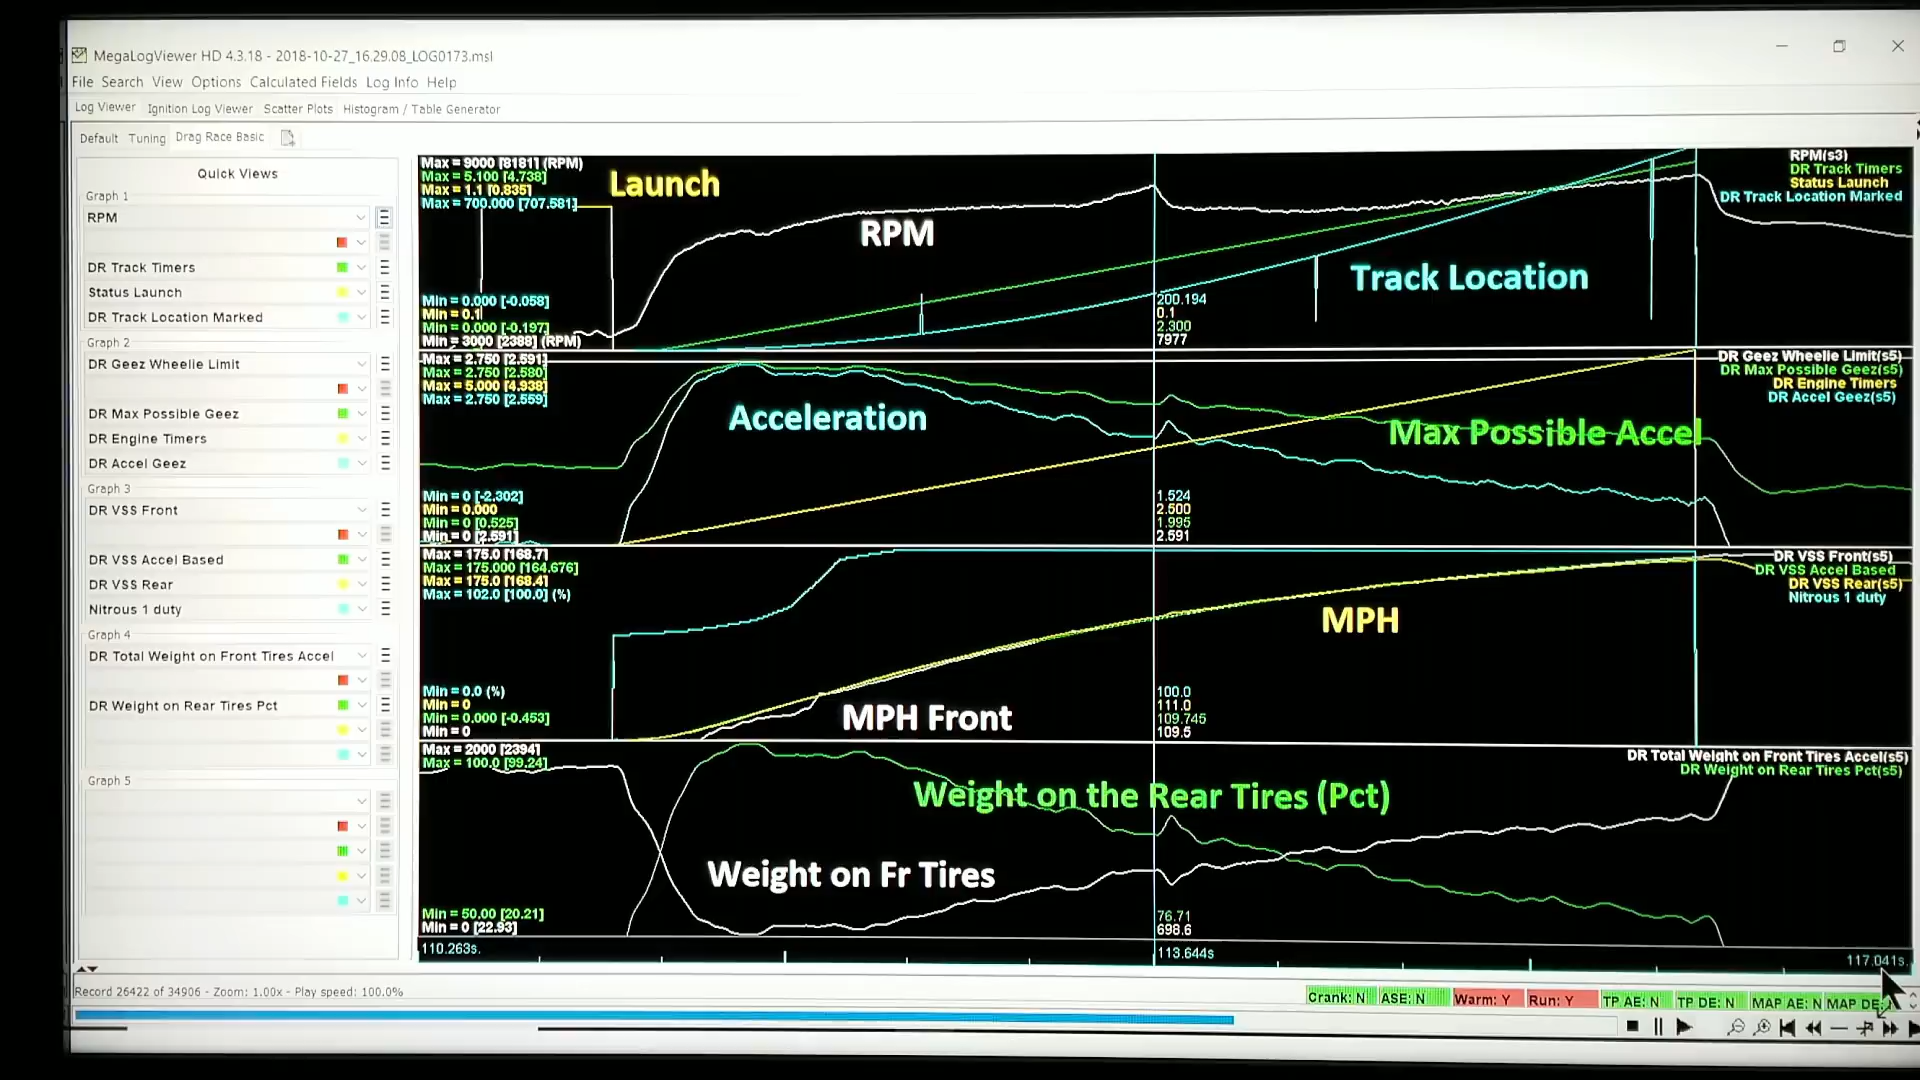 MegaLogViewer HD 4.3.18 - 2018-10-27_16.29.08_LOG0173.msl
File Search View Options Calculated Fields Log Info Help
Log Viewer Ignition Log Viewer Scatter Plots Histogram / Table Generator
Default Tuning Drag Race Basic
Quick Views
Graph 1
RPM
DR Track Timers
Status Launch
DR Track Location Marked
Graph 2
DR Geez Wheelie Limit
DR Max Possible Geez
DR Engine Timers
DR Accel Geez
Graph 3
DR VSS Front
DR VSS Accel Based
DR VSS Rear
Nitrous 1 duty
Graph 4
DR Total Weight on Front Tires Accel
DR Weight on Rear Tires Pct
Graph 5
Max = 9000 [8181] (RPM)
Max = 5.100 [4.738]
Max = 1.1 [0.835]
Max = 700.000 [707.581]
Launch
RPM
Track Location
RPM(s3)
DR Track Timers
Status Launch
DR Track Location Marked
Min = 0.000 [-0.058]
Min = 0.1
Min = 0.000 [-0.197]
Min = 3000 [2388] (RPM)
200.194
0.1
2.300
7977
Max = 2.750 [2.591]
Max = 2.750 [2.580]
Max = 5.000 [4.938]
Max = 2.750 [2.559]
Acceleration
Max Possible Accel
DR Geez Wheelie Limit(s5)
DR Max Possible Geez(s5)
DR Engine Timers
DR Accel Geez(s5)
Min = 0 [-2.302]
Min = 0.000
Min = 0 [0.525]
Min = 0 [2.591]
1.524
2.500
1.995
2.591
Max = 175.0 [168.7]
Max = 175.000 [164.676]
Max = 175.0 [168.4]
Max = 102.0 [100.0] (%)
MPH
MPH Front
DR VSS Front(s5)
DR VSS Accel Based
DR VSS Rear(s5)
Nitrous 1 duty
Min = 0.0 (%)
Min = 0
Min = 0.000 [-0.453]
Min = 0
100.0
111.0
109.745
109.5
Max = 2000 [2394]
Max = 100.0 [99.24]
Weight on the Rear Tires (Pct)
Weight on Fr Tires
DR Total Weight on Front Tires Accel(s5)
DR Weight on Rear Tires Pct(s5)
Min = 50.00 [20.21]
Min = 0 [22.93]
76.71
698.6
110.263s.
113.644s
117.041s.
Record 26422 of 34906 - Zoom: 1.00x - Play speed: 100.0%
Crank: N ASE: N Warm: Y Run: Y TP AE: N TP DE: N MAP AE: N MAP DE: